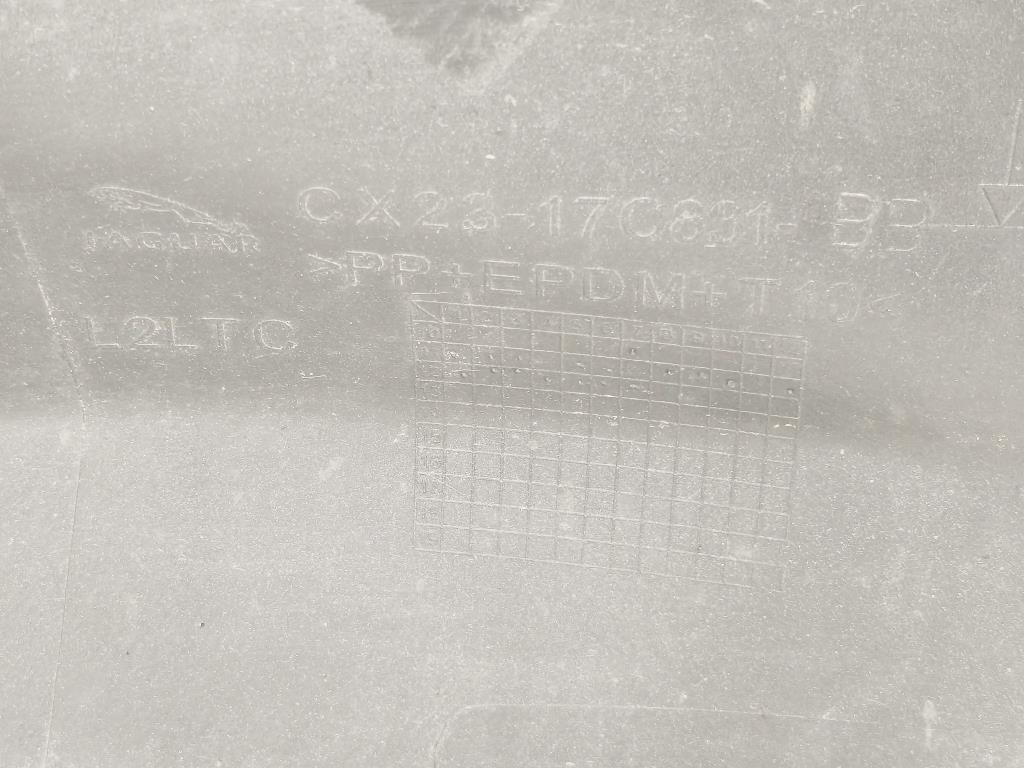 JAGUAR
CX23-17C831- BB
>PP+EPDM+T10<
L2LTC